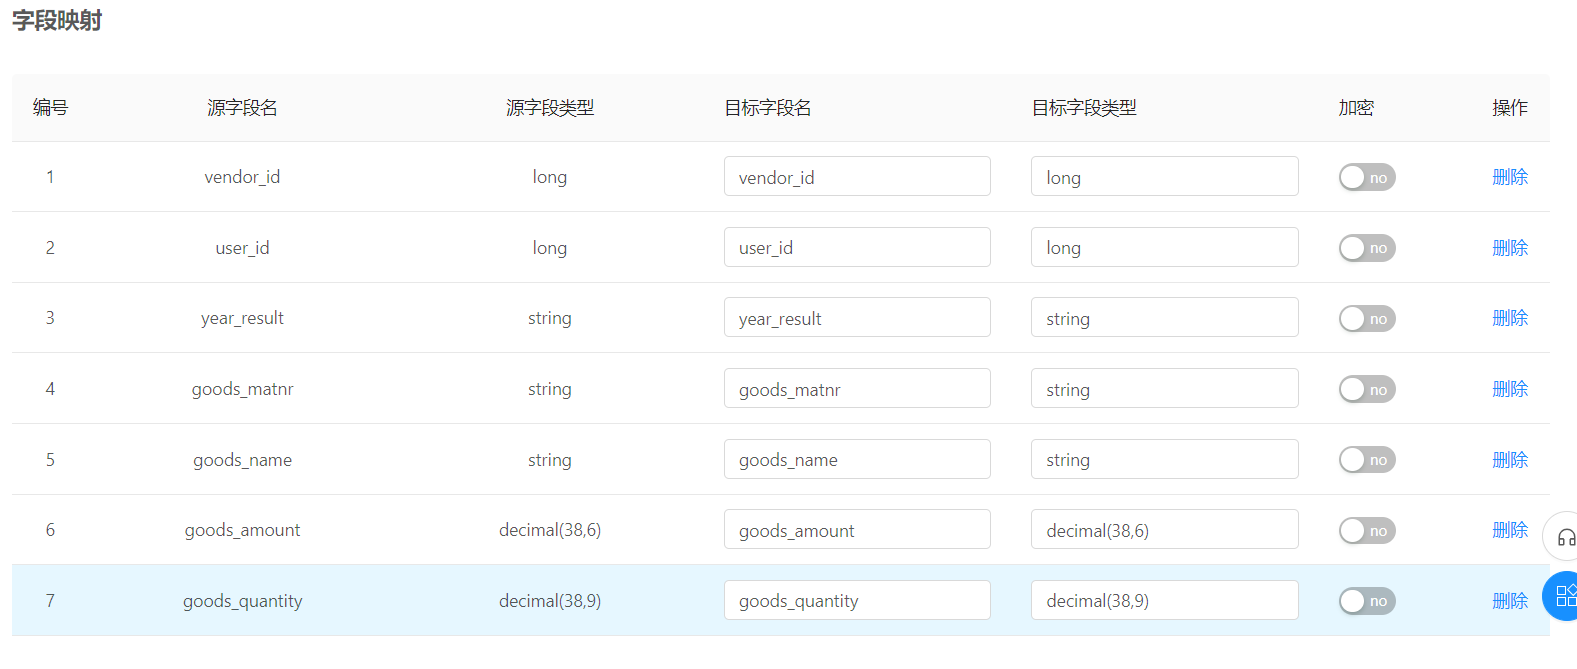 字段映射
编号 源字段名 源字段类型 目标字段名 目标字段类型 加密 操作
1 vendor_id long vendor_id long no 删除
2 user_id long user_id long no 删除
3 year_result string year_result string no 删除
4 goods_matnr string goods_matnr string no 删除
5 goods_name string goods_name string no 删除
6 goods_amount decimal(38,6) goods_amount decimal(38,6) no 删除
7 goods_quantity decimal(38,9) goods_quantity decimal(38,9) no 删除